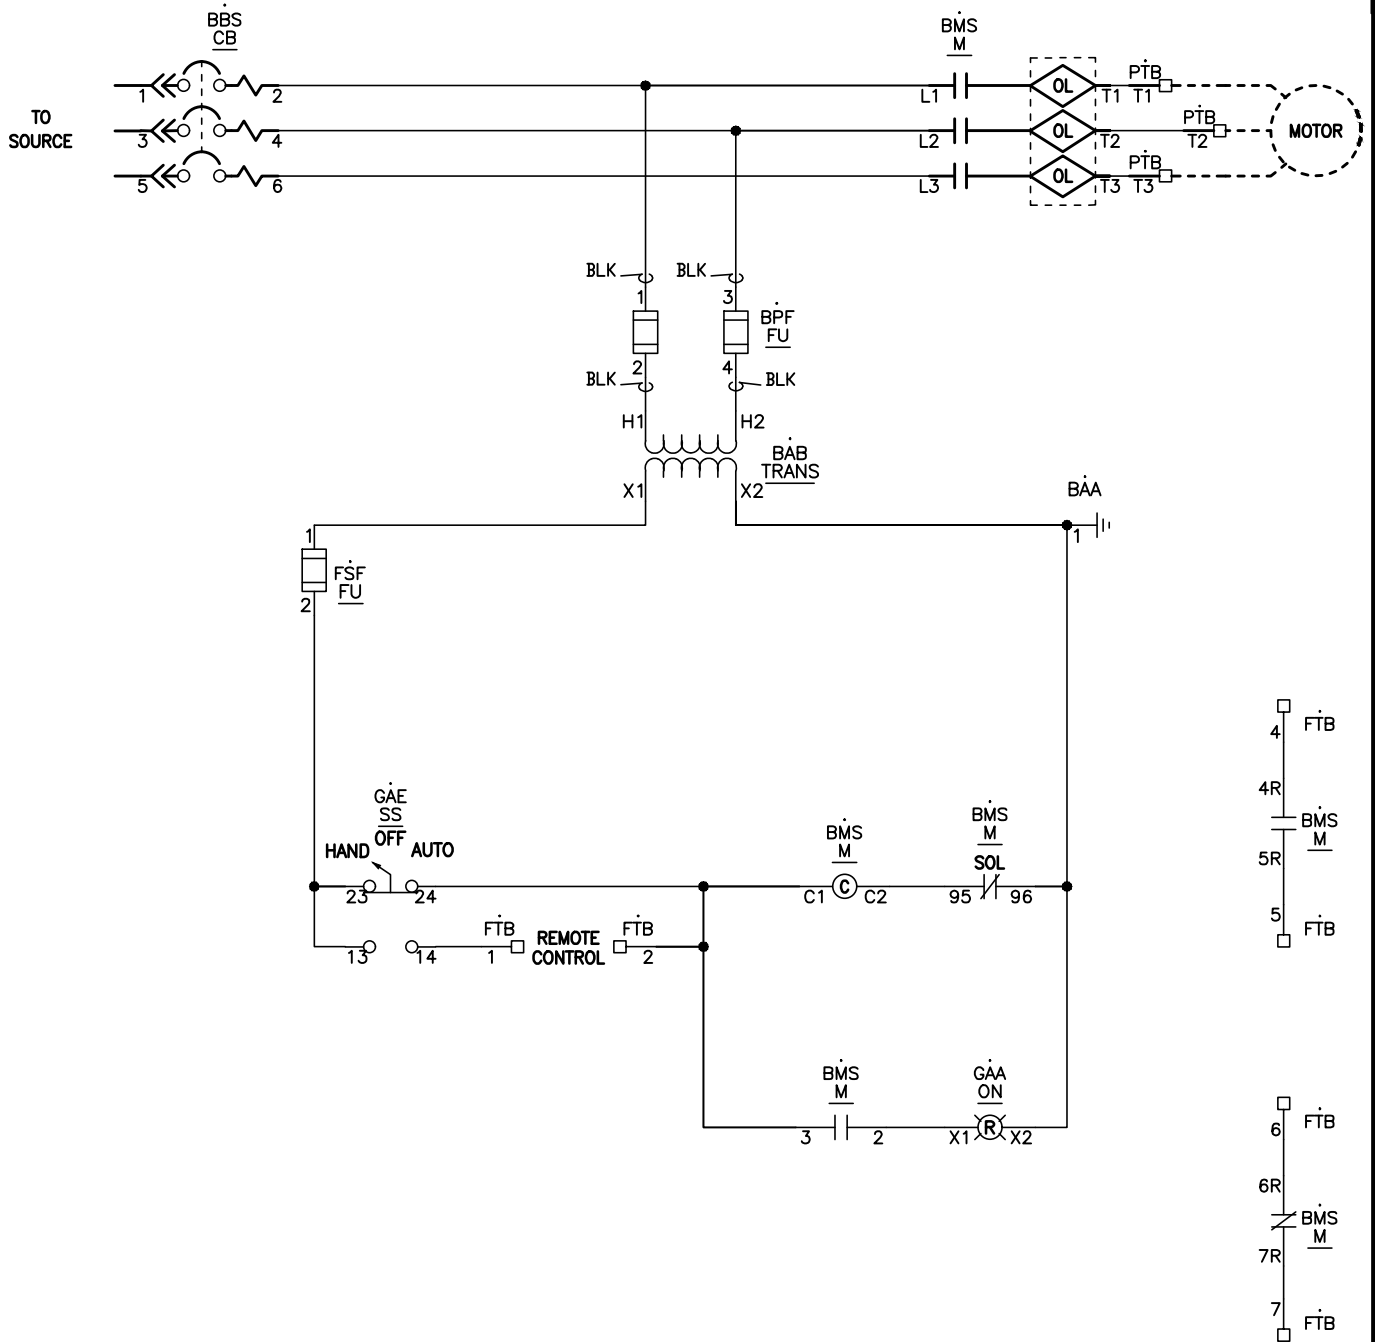 BBS
CB
BMS
M
TO
SOURCE
1
2
L1
OL
T1
PTB
T1
3
4
L2
OL
T2
PTB
T2
MOTOR
5
6
L3
OL
T3
PTB
T3
BLK
BLK
1
3
BPF
FU
2
4
BLK
BLK
H1
H2
BAB
TRANS
X1
X2
BAA
1
1
FSF
FU
2
GAE
SS
OFF
HAND
AUTO
23
24
BMS
M
C1
C
C2
BMS
M
SOL
95
96
13
14
FTB
1
REMOTE
CONTROL
FTB
2
BMS
M
3
2
GAA
ON
X1
R
X2
4
FTB
4R
BMS
M
5R
5
FTB
6
FTB
6R
BMS
M
7R
7
FTB